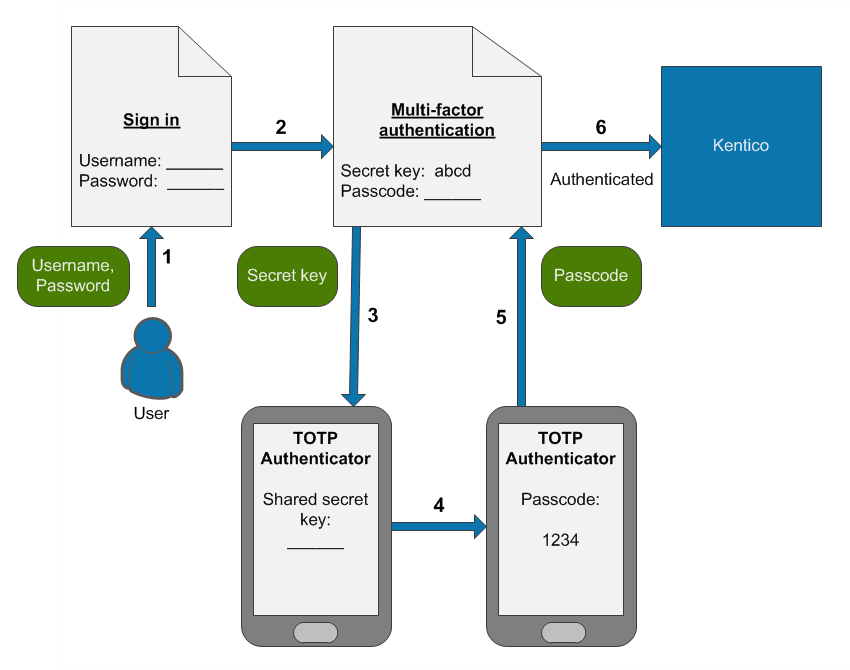 Sign in
Username: ______
Password: ______
2
Multi-factor
authentication
Secret key: abcd
Passcode: ______
6
Authenticated
Kentico
Username,
Password
1
User
Secret key
3
5
Passcode
TOTP
Authenticator
Shared secret
key:
______
4
TOTP
Authenticator
Passcode:
1234